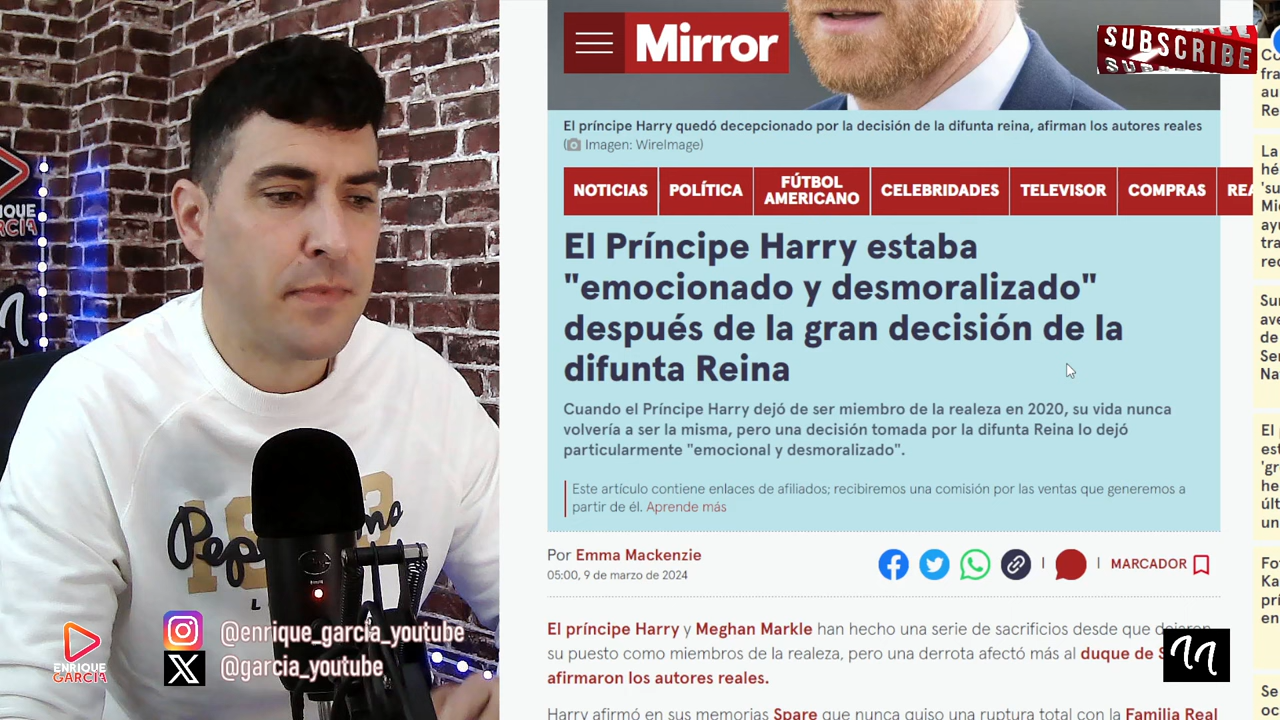 Mirror
SUBSCRIBE
El príncipe Harry quedó decepcionado por la decisión de la difunta reina, afirman los autores reales
(Imagen: WireImage)
NOTICIAS
POLÍTICA
FÚTBOL
AMERICANO
CELEBRIDADES
TELEVISOR
COMPRAS
El Príncipe Harry estaba
"emocionado y desmoralizado"
después de la gran decisión de la
difunta Reina
Cuando el Príncipe Harry dejó de ser miembro de la realeza en 2020, su vida nunca
volvería a ser la misma, pero una decisión tomada por la difunta Reina lo dejó
particularmente "emocional y desmoralizado".
Este artículo contiene enlaces de afiliados; recibiremos una comisión por las ventas que generemos a
partir de él. Aprende más
Por Emma Mackenzie
05:00, 9 de marzo de 2024
MARCADOR
El príncipe Harry y Meghan Markle han hecho una serie de sacrificios desde que dejaron
su puesto como miembros de la realeza, pero una derrota afectó más al duque de
afirmaron los autores reales.
Harry afirmó en sus memorias Spare que nunca quiso una ruptura total con la Familia Real
@enrique_garcia_youtube
@garcia_youtube
ENRIQUE
GARCIA